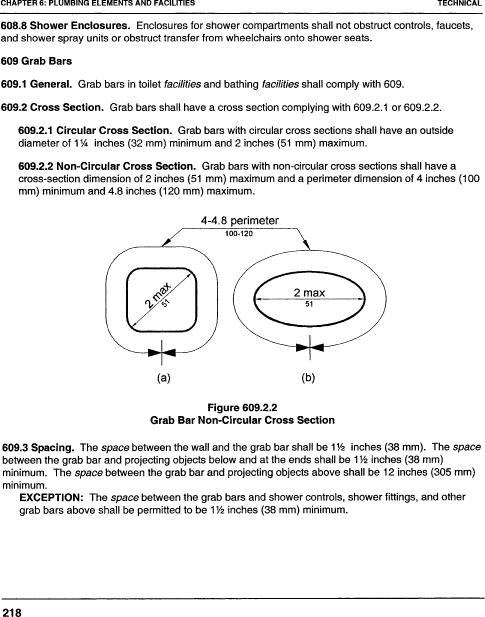 CHAPTER 6: PLUMBING ELEMENTS AND FACILITIES TECHNICAL
608.8 Shower Enclosures. Enclosures for shower compartments shall not obstruct controls, faucets,
and shower spray units or obstruct transfer from wheelchairs onto shower seats.
609 Grab Bars
609.1 General. Grab bars in toilet facilities and bathing facilities shall comply with 609.
609.2 Cross Section. Grab bars shall have a cross section complying with 609.2.1 or 609.2.2.
609.2.1 Circular Cross Section. Grab bars with circular cross sections shall have an outside
diameter of 1¼ inches (32 mm) minimum and 2 inches (51 mm) maximum.
609.2.2 Non-Circular Cross Section. Grab bars with non-circular cross sections shall have a
cross-section dimension of 2 inches (51 mm) maximum and a perimeter dimension of 4 inches (100
mm) minimum and 4.8 inches (120 mm) maximum.
4-4.8 perimeter
100-120
2 max
51
2 max
51
(a)
(b)
Figure 609.2.2
Grab Bar Non-Circular Cross Section
609.3 Spacing. The space between the wall and the grab bar shall be 1½ inches (38 mm). The space
between the grab bar and projecting objects below and at the ends shall be 1½ inches (38 mm)
minimum. The space between the grab bar and projecting objects above shall be 12 inches (305 mm)
minimum.
EXCEPTION: The space between the grab bars and shower controls, shower fittings, and other
grab bars above shall be permitted to be 1½ inches (38 mm) minimum.
218